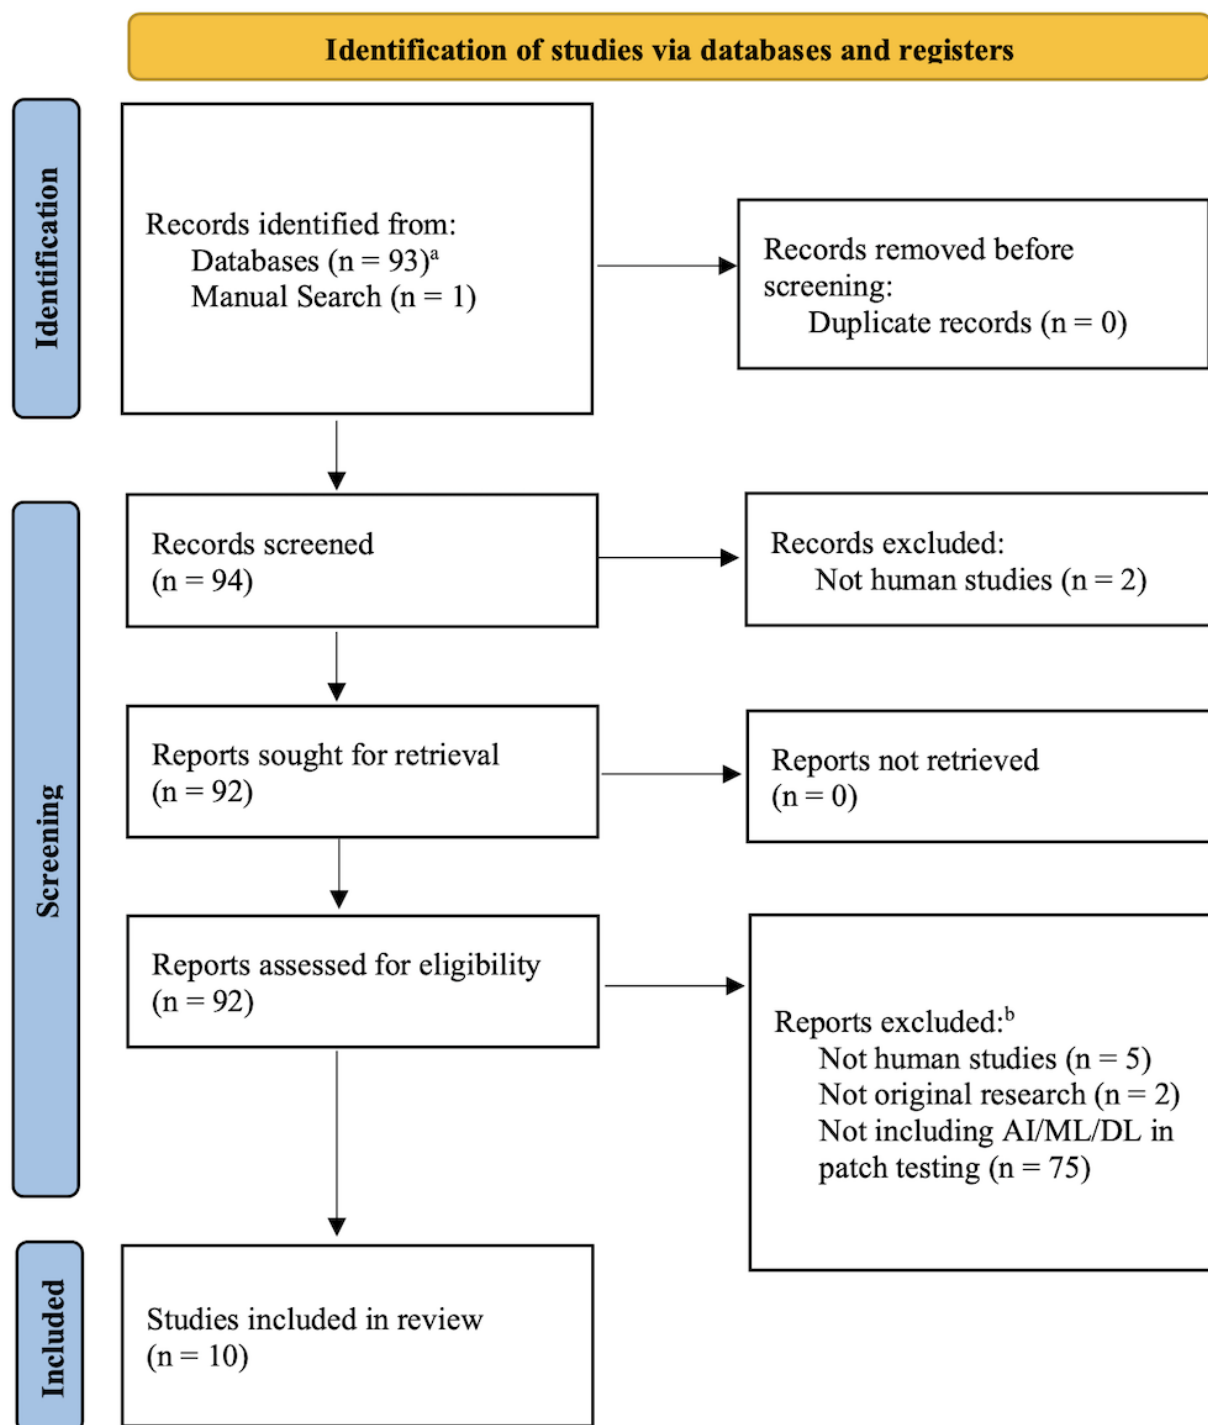 Identification of studies via databases and registers
Identification
Records identified from:
Databases (n = 93)ᵃ
Manual Search (n = 1)
Records removed before
screening:
Duplicate records (n = 0)
Screening
Records screened
(n = 94)
Records excluded:
Not human studies (n = 2)
Reports sought for retrieval
(n = 92)
Reports not retrieved
(n = 0)
Reports assessed for eligibility
(n = 92)
Reports excluded:ᵇ
Not human studies (n = 5)
Not original research (n = 2)
Not including AI/ML/DL in
patch testing (n = 75)
Included
Studies included in review
(n = 10)